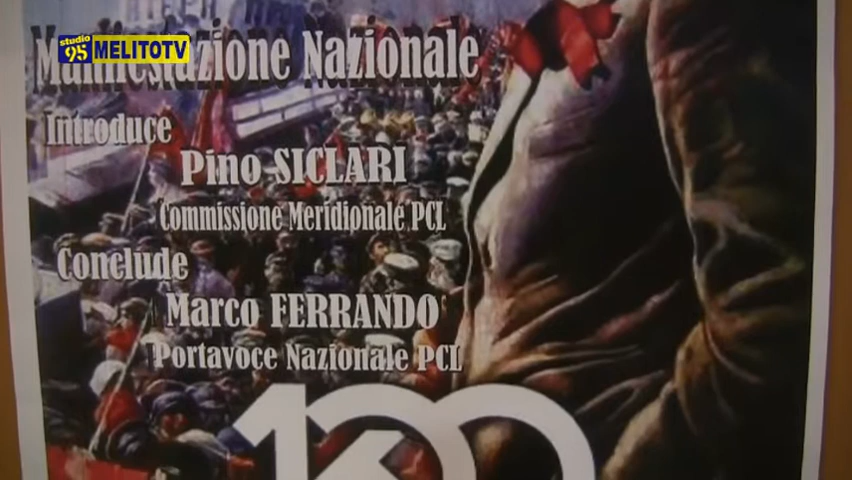 studio
95 MELITOTV
Manifestazione Nazionale
Introduce
Pino SICLARI
Commissione Meridionale PCL
Conclude
Marco FERRANDO
Portavoce Nazionale PCL
100